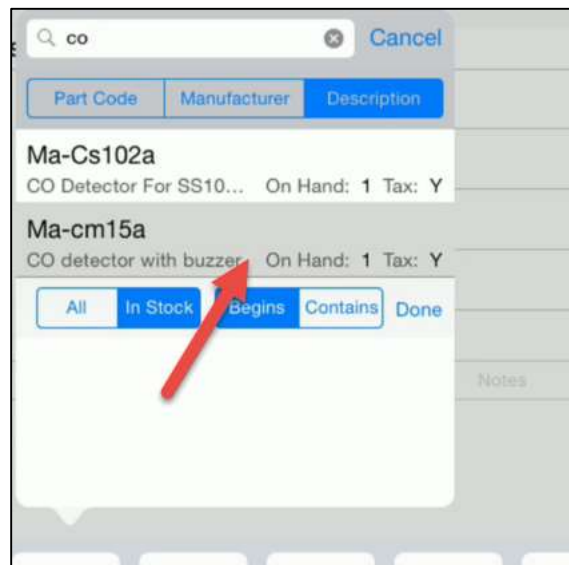 co Cancel
Part Code Manufacturer Description
Ma-Cs102a
CO Detector For SS10... On Hand: 1 Tax: Y
Ma-cm15a
CO detector with buzzer On Hand: 1 Tax: Y
All In Stock Begins Contains Done
Notes